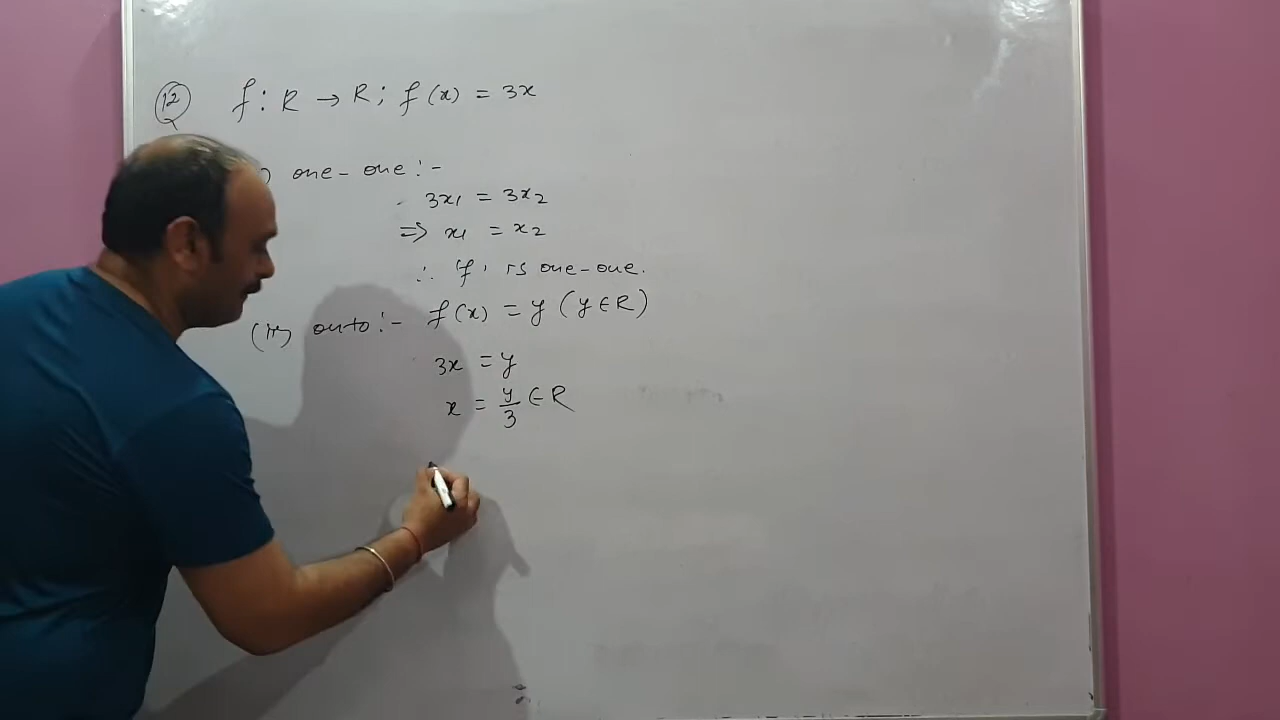 12 f : R → R ; f(x) = 3x
) one-one :-
3x₁ = 3x₂
⇒ x₁ = x₂
∴ 'f' is one-one.
(ii) onto :- f(x) = y (y ∈ R)
3x = y
x = y/3 ∈ R